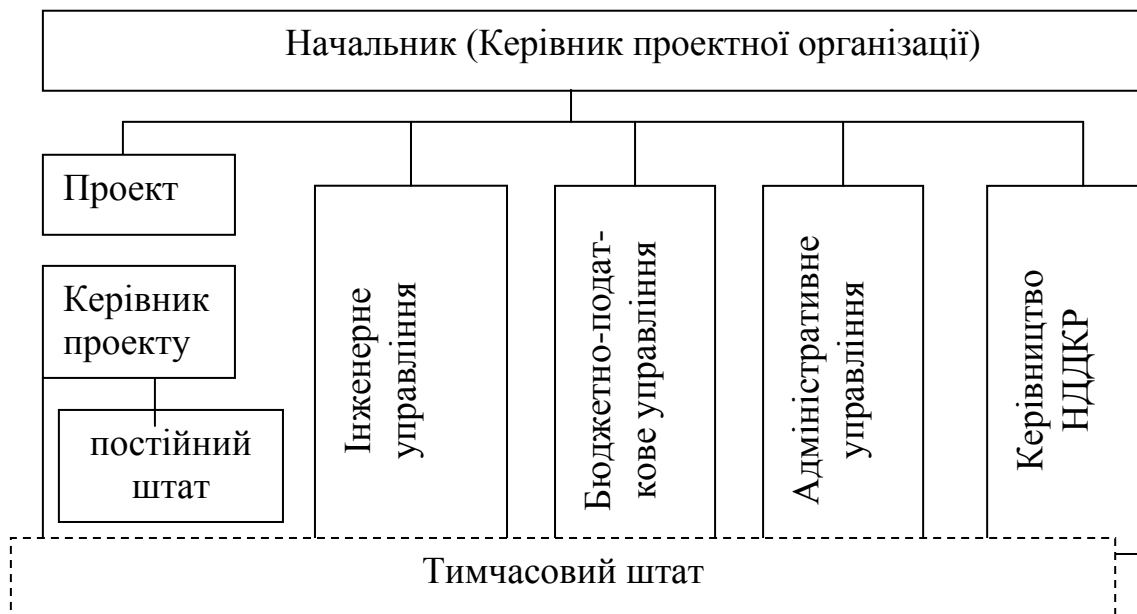 Начальник (Керівник проектної організації)
Проект
Керівник
проекту
постійний
штат
Інженерне
управління
Бюджетно-подат-
кове управління
Адміністративне
управління
Керівництво
НДДКР
Тимчасовий штат